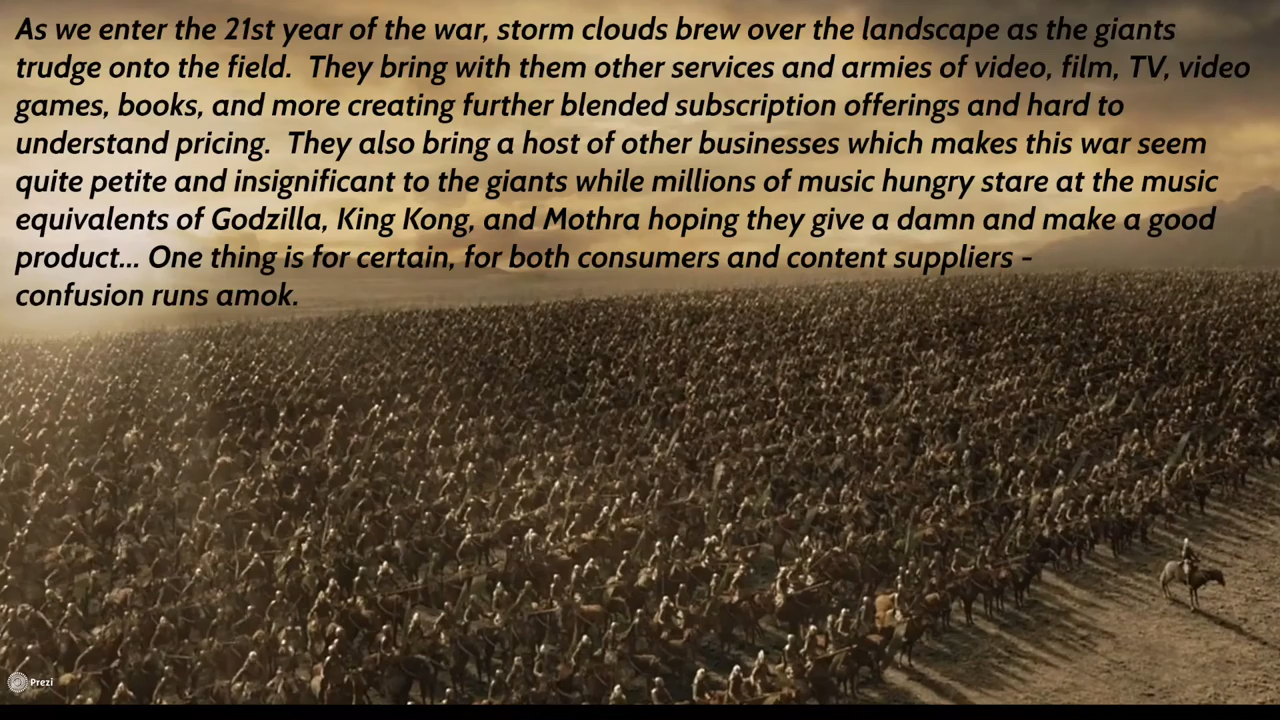 As we enter the 21st year of the war, storm clouds brew over the landscape as the giants
trudge onto the field.  They bring with them other services and armies of video, film, TV, video
games, books, and more creating further blended subscription offerings and hard to
understand pricing.  They also bring a host of other businesses which makes this war seem
quite petite and insignificant to the giants while millions of music hungry stare at the music
equivalents of Godzilla, King Kong, and Mothra hoping they give a damn and make a good
product... One thing is for certain, for both consumers and content suppliers -
confusion runs amok.
Prezi